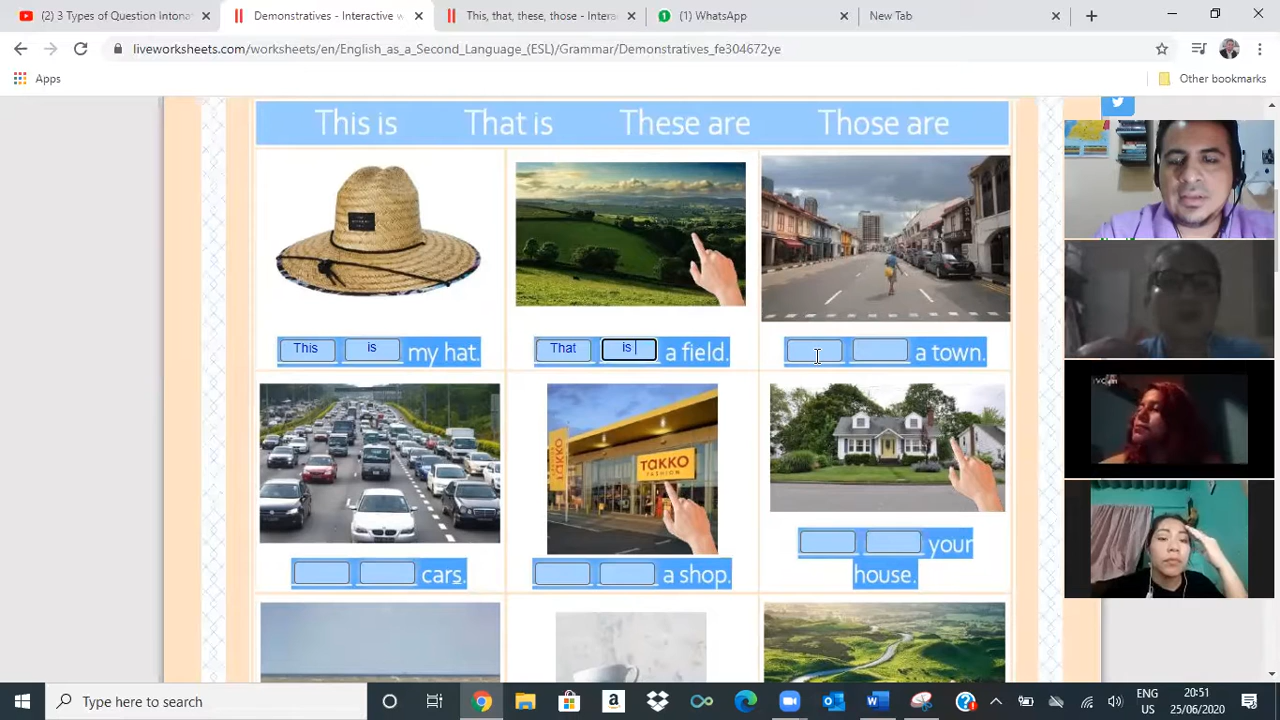 (2) 3 Types of Question Intona
Demonstratives - Interactive w
This, that, these, those - Intera
(1) WhatsApp
New Tab
liveworksheets.com/worksheets/en/English_as_a_Second_Language_(ESL)/Grammar/Demonstratives_fe304672ye
Apps
Other bookmarks
This is That is These are Those are
This is my hat.
That is a field.
a town.
TAKKO
TAKKO
FASHION
cars.
a shop.
your
house.
Type here to search
ENG
20:51
25/06/2020